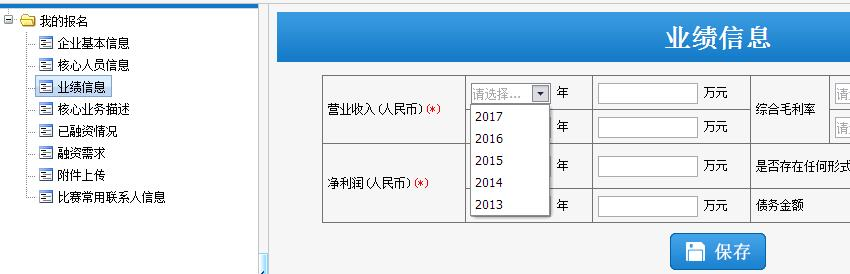 我的报名
企业基本信息
核心人员信息
业绩信息
核心业务描述
已融资情况
融资需求
附件上传
比赛常用联系人信息
业绩信息
营业收入(人民币)(*)
请选择... 年 万元
综合毛利率
年 万元
2017
2016
2015
2014
2013
净利润(人民币)(*)
年 万元
是否存在任何形式
年 万元
债务金额
保存